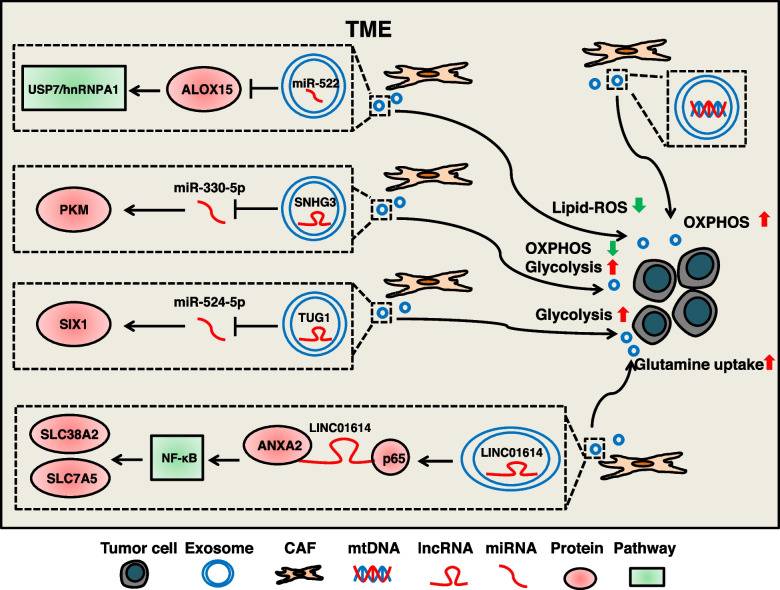 TME
USP7/hnRNPA1
ALOX15
miR-522
PKM
miR-330-5p
SNHG3
SIX1
miR-524-5p
TUG1
SLC38A2
SLC7A5
NF-κB
ANXA2
LINC01614
p65
LINC01614
Lipid-ROS
OXPHOS
OXPHOS
Glycolysis
Glycolysis
Glutamine uptake
Tumor cell
Exosome
CAF
mtDNA
lncRNA
miRNA
Protein
Pathway